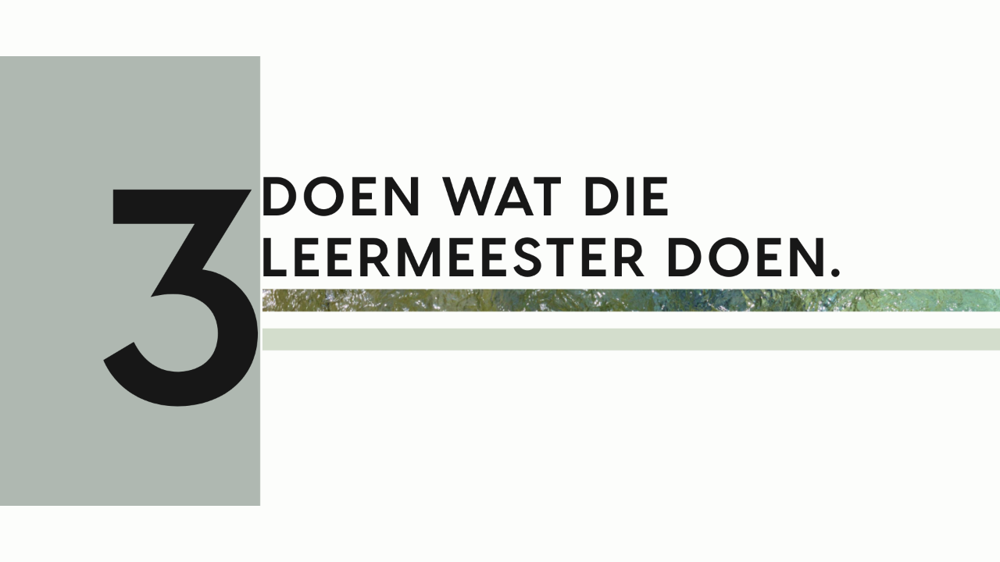 3
DOEN WAT DIE
LEERMEESTER DOEN.